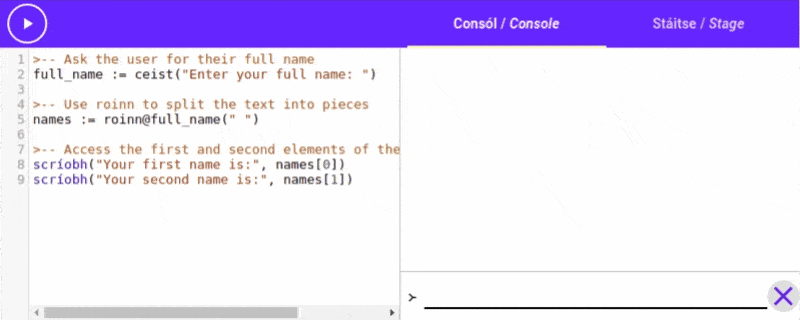 Consól / Console
Stáitse / Stage
1 >-- Ask the user for their full name
2 full_name := ceist("Enter your full name: ")
3
4 >-- Use roinn to split the text into pieces
5 names := roinn@full_name(" ")
6
7 >-- Access the first and second elements of the
8 scríobh("Your first name is:", names[0])
9 scríobh("Your second name is:", names[1])
≻